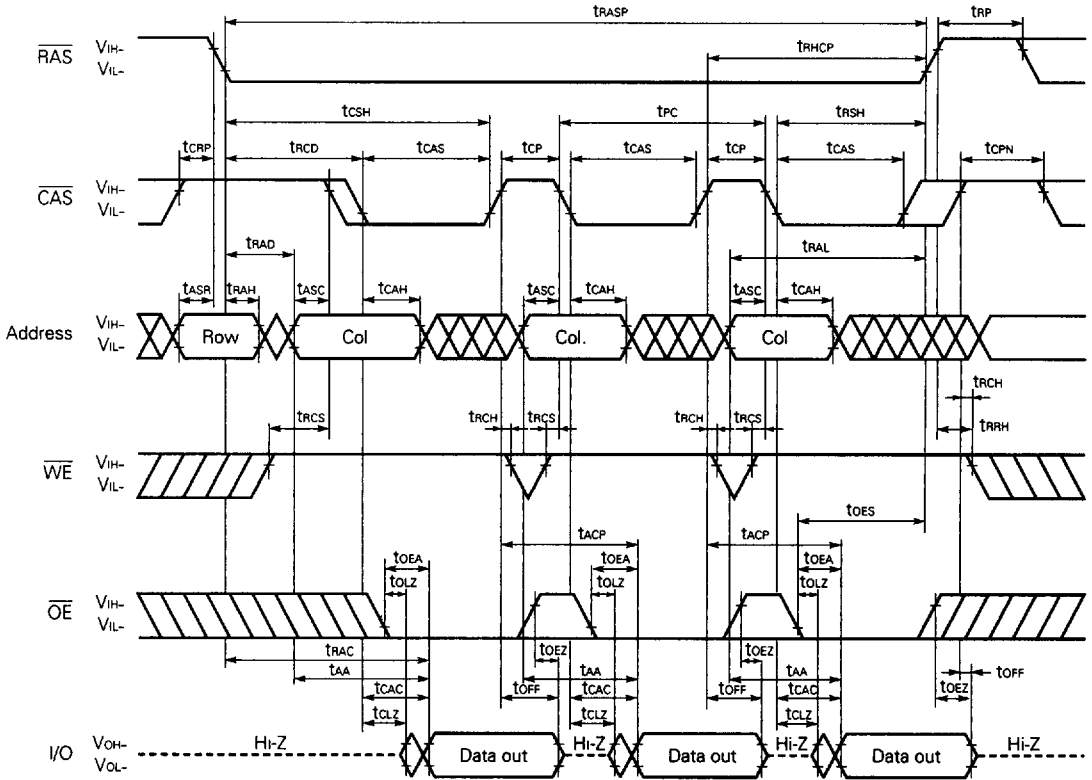 tRASP tRP
RAS VIH- VIL- tRHCP
tCSH tPC tRSH
tCRP tRCD tCAS tCP tCAS tCP tCAS tCPN
CAS VIH- VIL-
tRAD tRAL
tASR tRAH tASC tCAH tASC tCAH tASC tCAH
Address VIH- VIL- Row Col Col. Col
tRCH
tRCS tRCH tRCS tRCH tRCS tRRH
WE VIH- VIL-
tOES
tACP tACP
tOEA tOEA tOEA
tOLZ tOLZ tOLZ
OE VIH- VIL-
tRAC tOEZ tOEZ
tAA tAA tAA tOFF
tCAC tOFF tCAC tOFF tCAC tOEZ
tCLZ tCLZ tCLZ
I/O VOH- VOL- Hi-Z Data out Hi-Z Data out Hi-Z Data out Hi-Z